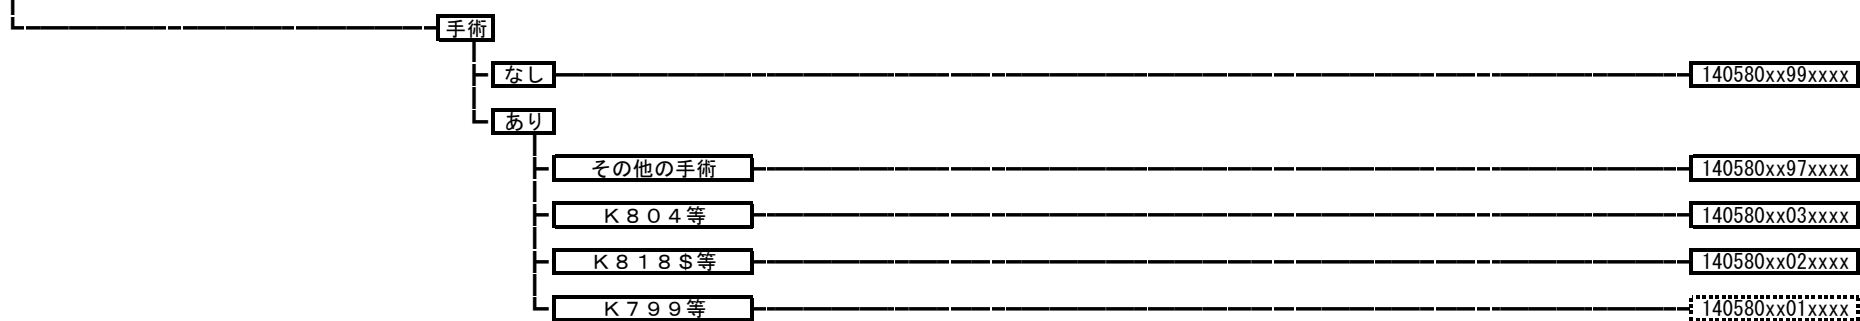 手術
なし 140580xx99xxxx
あり
その他の手術 140580xx97xxxx
K804等 140580xx03xxxx
K818$等 140580xx02xxxx
K799等 140580xx01xxxx